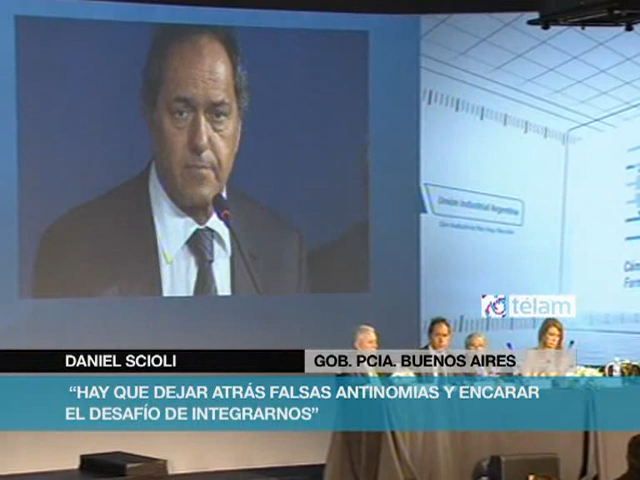 Unión Industrial Argentina
télam
DANIEL SCIOLI
GOB. PCIA. BUENOS AIRES
“HAY QUE DEJAR ATRÁS FALSAS ANTINOMIAS Y ENCARAR
EL DESAFÍO DE INTEGRARNOS”